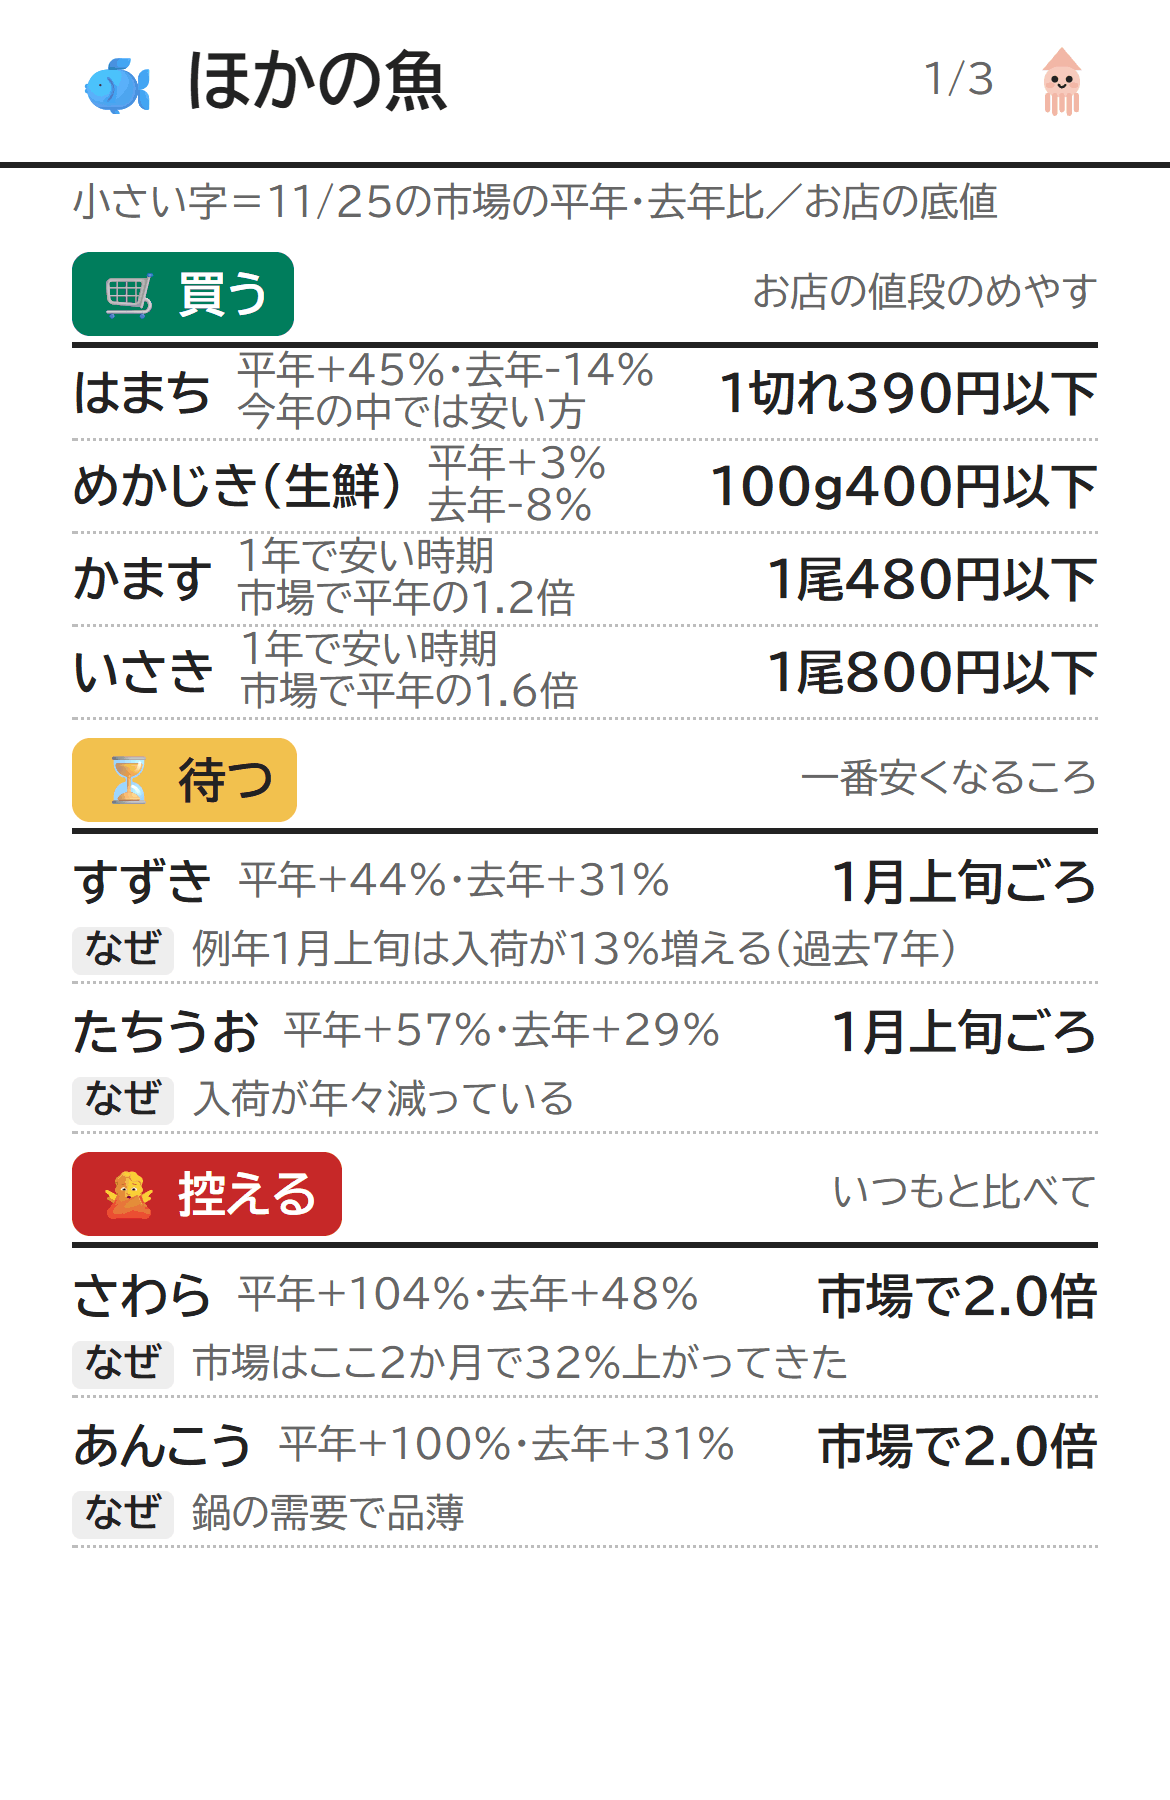 ほかの魚
1/3
小さい字＝11/25の市場の平年・去年比／お店の底値
買う
お店の値段のめやす
はまち
平年+45%・去年-14%
今年の中では安い方
1切れ390円以下
めかじき（生鮮）
平年+3%
去年-8%
100g400円以下
かます
1年で安い時期
市場で平年の1.2倍
1尾480円以下
いさき
1年で安い時期
市場で平年の1.6倍
1尾800円以下
待つ
一番安くなるころ
すずき 平年+44%・去年+31% 1月上旬ごろ
なぜ 例年1月上旬は入荷が13%増える（過去7年）
たちうお 平年+57%・去年+29% 1月上旬ごろ
なぜ 入荷が年々減っている
控える
いつもと比べて
さわら 平年+104%・去年+48% 市場で2.0倍
なぜ 市場はここ2か月で32%上がってきた
あんこう 平年+100%・去年+31% 市場で2.0倍
なぜ 鍋の需要で品薄